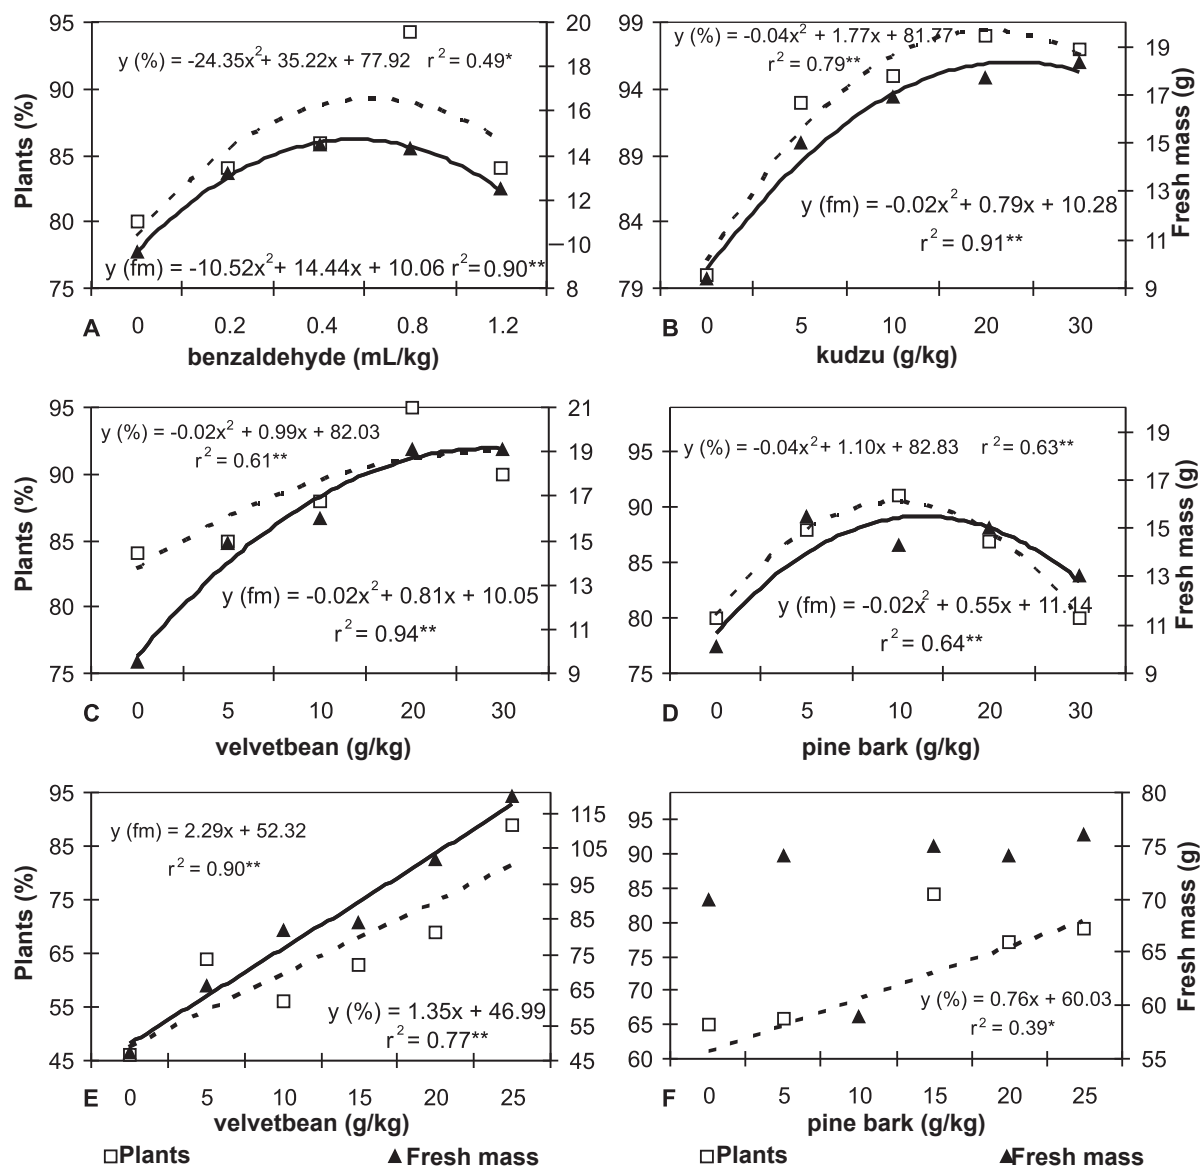 95
90
85
80
75
Plants (%)
20
18
16
14
12
10
8
y (%) = -24.35x2+ 35.22x + 77.92 r2 = 0.49*
y (fm) = -10.52x2+ 14.44x + 10.06 r2=0.90**
A 0 0.2 0.4 0.8 1.2
benzaldehyde (mL/kg)
99
94
89
84
79
19
17
15
13
11
9
Fresh mass (g)
y (%) = -0.04x2 + 1.77x + 81.77
r2 = 0.79**
y (fm) = -0.02x2+ 0.79x + 10.28
r2 = 0.91**
B 0 5 10 20 30
kudzu (g/kg)
95
90
85
80
75
Plants (%)
21
19
17
15
13
11
9
y (%) = -0.02x2 + 0.99x + 82.03
r2 = 0.61**
y (fm) = -0.02x2+ 0.81x + 10.05
r2 = 0.94**
C 0 5 10 20 30
velvetbean (g/kg)
95
90
85
80
75
19
17
15
13
11
9
Fresh mass (g)
y (%) = -0.04x2+ 1.10x + 82.83 r2 = 0.63**
y (fm) = -0.02x2 + 0.55x + 11.14
r2 = 0.64**
D 0 5 10 20 30
pine bark (g/kg)
95
85
75
65
55
45
Plants (%)
115
105
95
85
75
65
55
45
y (fm) = 2.29x + 52.32
r2 = 0.90**
y (%) = 1.35x + 46.99
r2 = 0.77**
E 0 5 10 15 20 25
velvetbean (g/kg)
95
90
85
80
75
70
65
60
80
75
70
65
60
55
Fresh mass (g)
y (%) = 0.76x + 60.03
r2 = 0.39*
F 0 5 10 15 20 25
pine bark (g/kg)
Plants Fresh mass
Plants Fresh mass